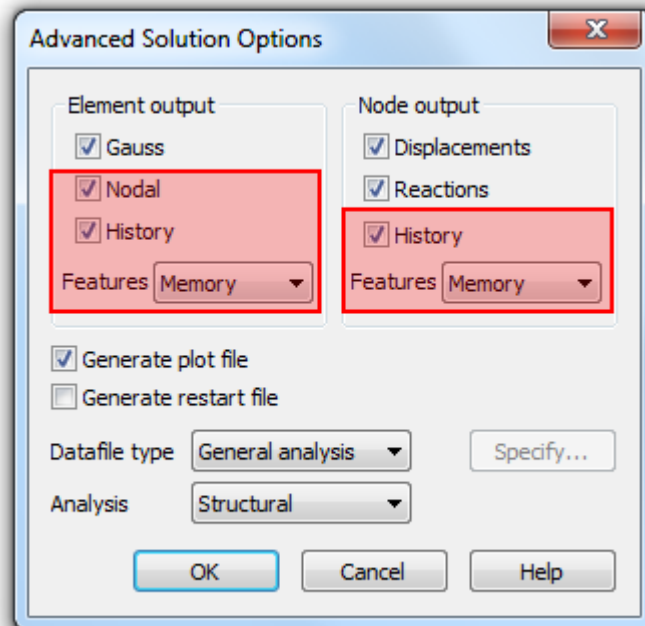 Advanced Solution Options
Element output
Gauss
Nodal
History
Features Memory
Node output
Displacements
Reactions
History
Features Memory
Generate plot file
Generate restart file
Datafile type General analysis Specify...
Analysis Structural
OK Cancel Help